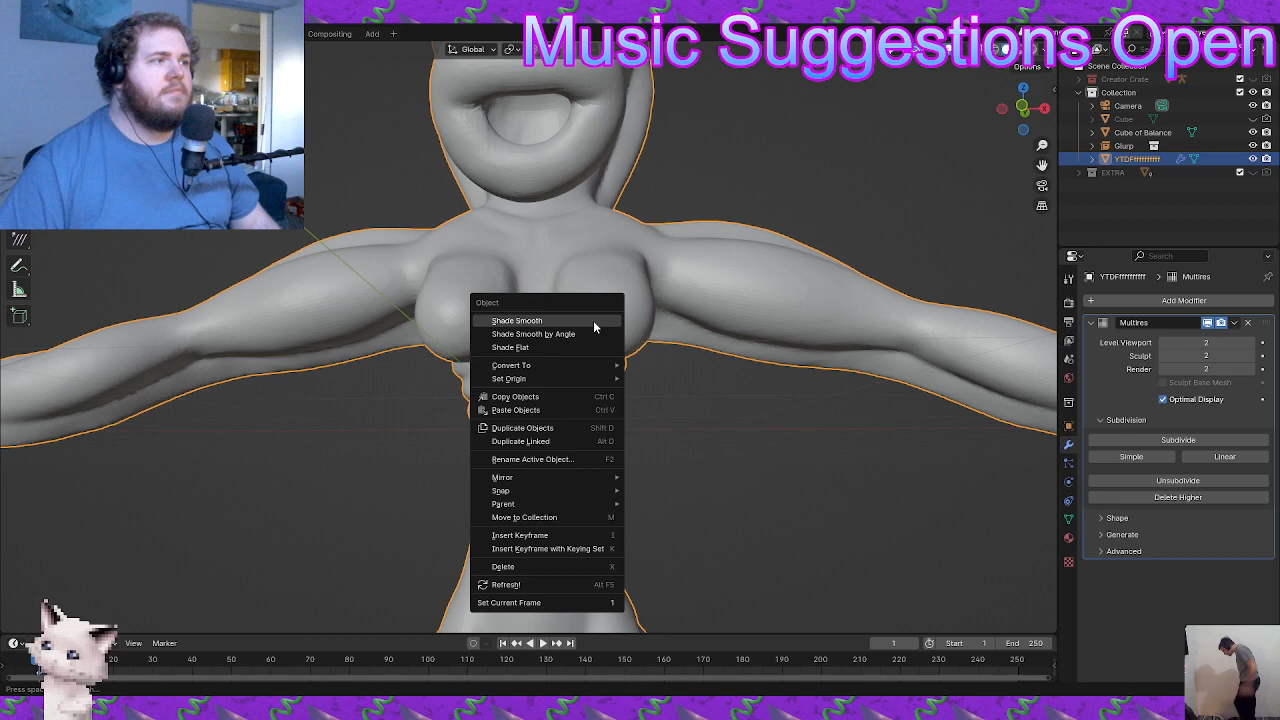 Music Suggestions Open
Compositing Add +
Global
Options
Z
X
Object
Shade Smooth
Shade Smooth by Angle
Shade Flat
Convert To
Set Origin
Copy Objects Ctrl C
Paste Objects Ctrl V
Duplicate Objects Shift D
Duplicate Linked Alt D
Rename Active Object... F2
Mirror
Snap
Parent
Move to Collection M
Insert Keyframe I
Insert Keyframe with Keying Set K
Delete X
Refresh! Alt F5
Set Current Frame 1
Scene Collection
Creator Crate
Collection
Camera
Cube
Cube of Balance
Glurp
EXTRA
Search
Multires
Add Modifier
Multires
Level Viewport 2
Sculpt 2
Render 2
Sculpt Base Mesh
Optimal Display
Subdivision
Subdivide
Simple Linear
Unsubdivide
Delete Higher
Shape
Generate
Advanced
View Marker
1 Start 1 End 250
20 30 40 50 60 70 80 90 100 110 120 130 140 150 160 170 180 190 200 210 220 230 240 250